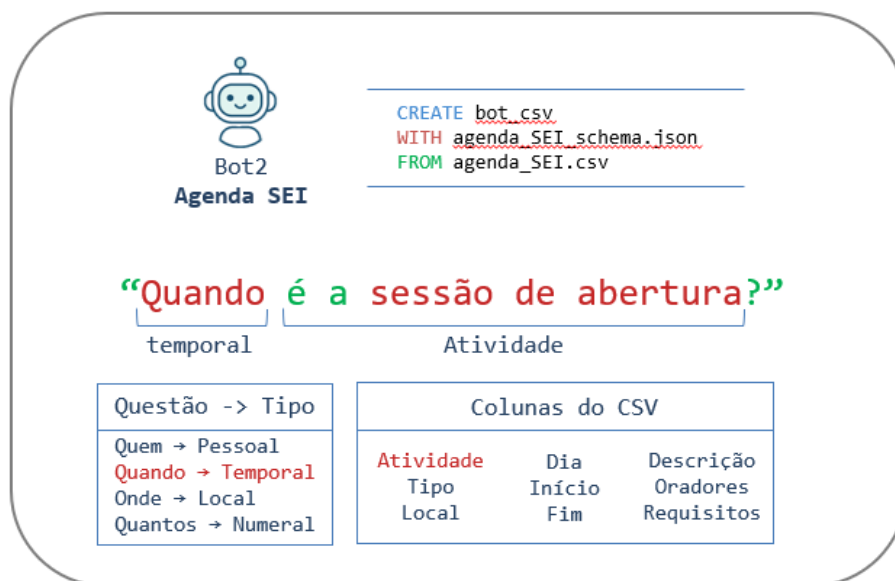 CREATE bot_csv
WITH agenda_SEI_schema.json
FROM agenda_SEI.csv
Bot2
Agenda SEI
“Quando é a sessão de abertura?”
temporal Atividade
Questão -> Tipo
Quem → Pessoal
Quando → Temporal
Onde → Local
Quantos → Numeral
Colunas do CSV
Atividade Dia Descrição
Tipo Início Oradores
Local Fim Requisitos